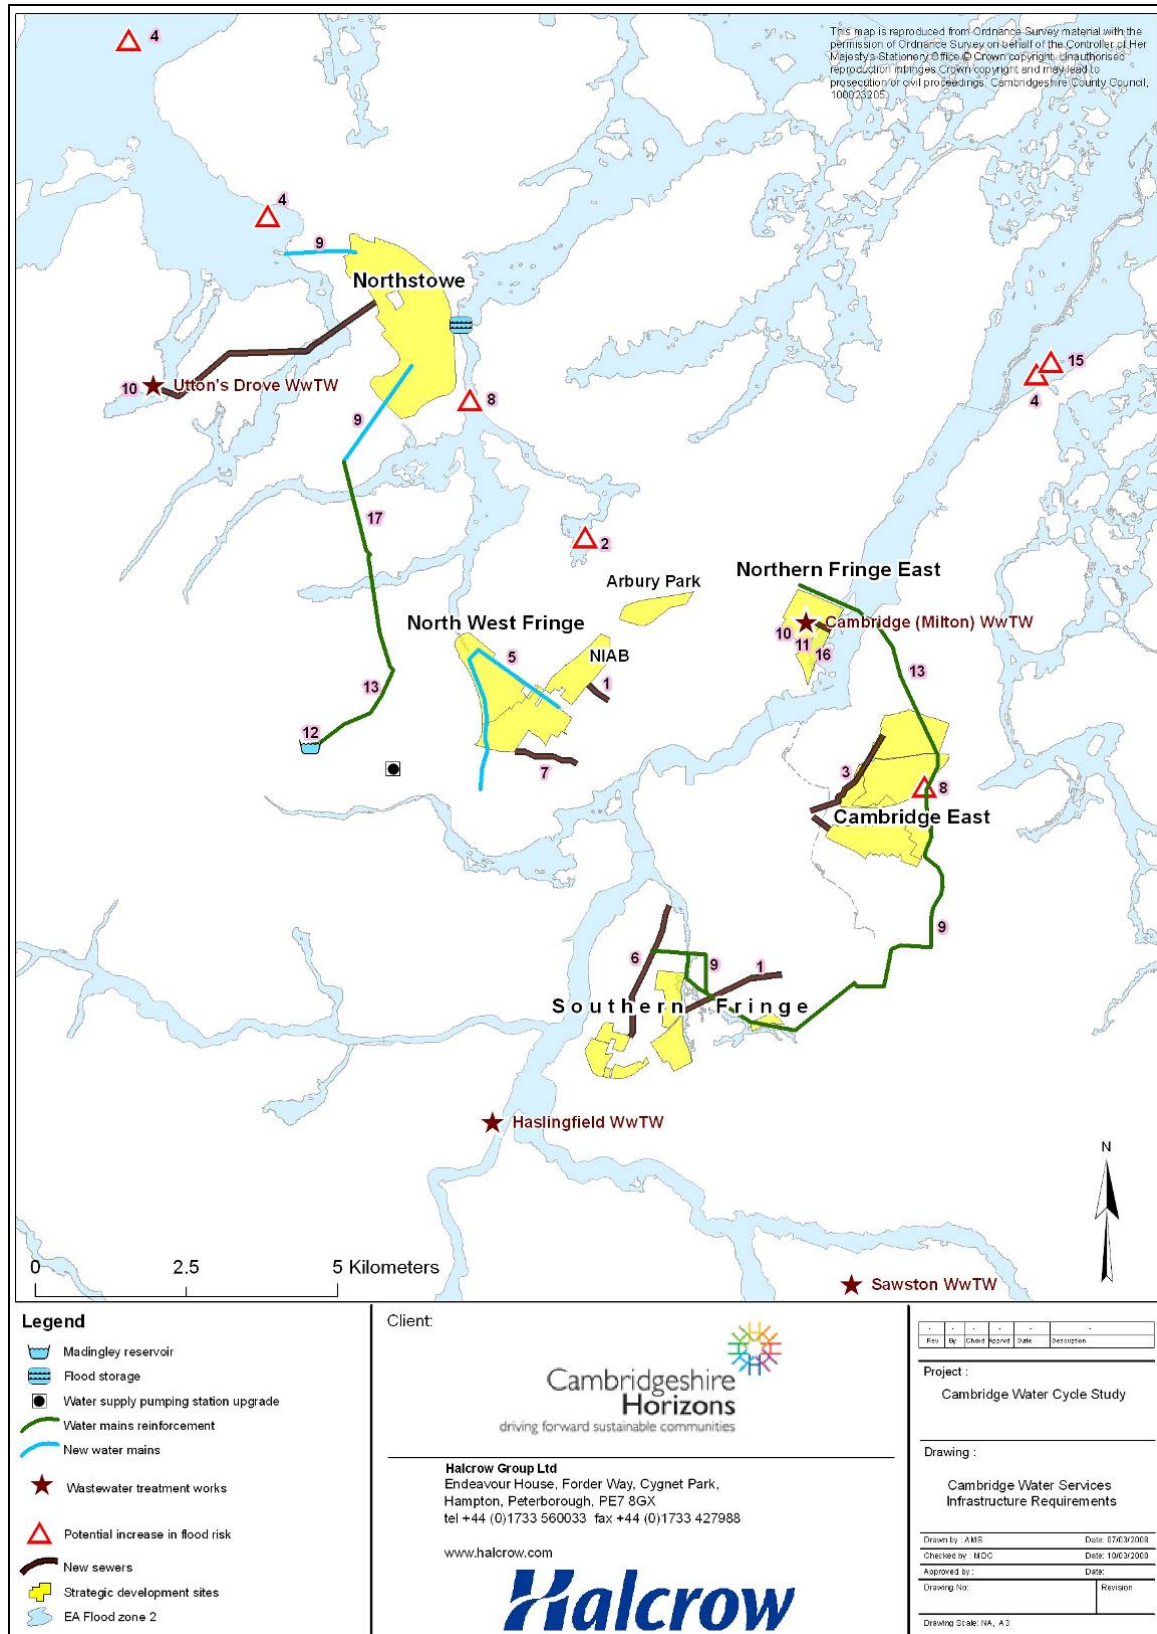 This map is reproduced from Ordnance Survey material with the
permission of Ordnance Survey on behalf of the Controller of Her
Majesty's Stationery Office © Crown copyright. Unauthorised
reproduction infringes Crown copyright and may lead to
prosecution or civil proceedings. Cambridgeshire County Council,
100023205.
4
4
9
Northstowe
15
4
10
Utton's Drove WwTW
8
9
17
2
Arbury Park
Northern Fringe East
North West Fringe
10
Cambridge (Milton) WwTW
11
16
5
NIAB
1
13
13
12
7
3
8
Cambridge East
9
6
9
1
Southern Fringe
Haslingfield WwTW
N
0
2.5
5 Kilometers
Sawston WwTW
Legend
Madingley reservoir
Flood storage
Water supply pumping station upgrade
Water mains reinforcement
New water mains
Wastewater treatment works
Potential increase in flood risk
New sewers
Strategic development sites
EA Flood zone 2
Client:
Cambridgeshire
Horizons
driving forward sustainable communities
Halcrow Group Ltd
Endeavour House, Forder Way, Cygnet Park,
Hampton, Peterborough, PE7 8GX
tel +44 (0)1733 560033 fax +44 (0)1733 427988
www.halcrow.com
Halcrow
Rev By Chkd Apprvd Date Description
Project :
Cambridge Water Cycle Study
Drawing :
Cambridge Water Services
Infrastructure Requirements
Drawn by : AMS Date: 07/03/2008
Checked by : MDC Date: 10/03/2008
Approved by : Date:
Drawing No: Revision
Drawing Scale: NA, A3